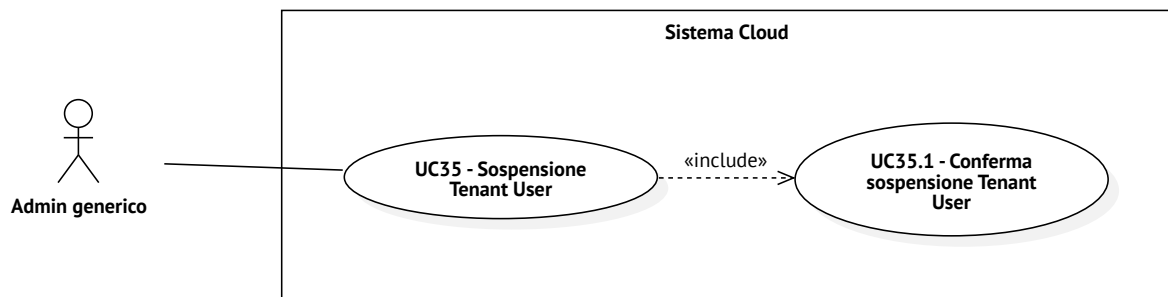 Sistema Cloud
Admin generico
UC35 - Sospensione
Tenant User
«include»
UC35.1 - Conferma
sospensione Tenant
User